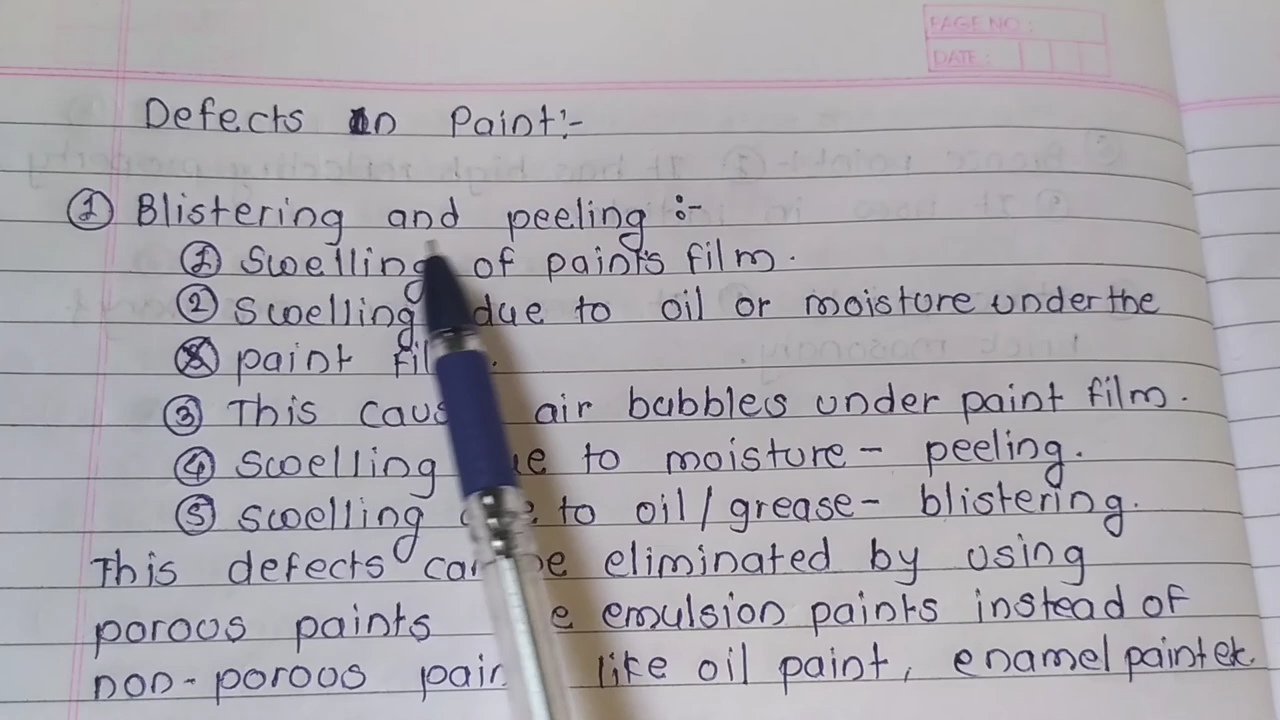 PAGE NO :
DATE :
Defects In Paint:-
① Blistering and peeling :-
① Swelling of paints film.
② Swelling due to oil or moisture under the
paint
③ This air bubbles under paint film.
④ Swelling to moisture - peeling.
⑤ Swelling to oil/grease - blistering.
This defects can be eliminated by using
porous paints emulsion paints instead of
non-porous like oil paint, enamel paint etc.